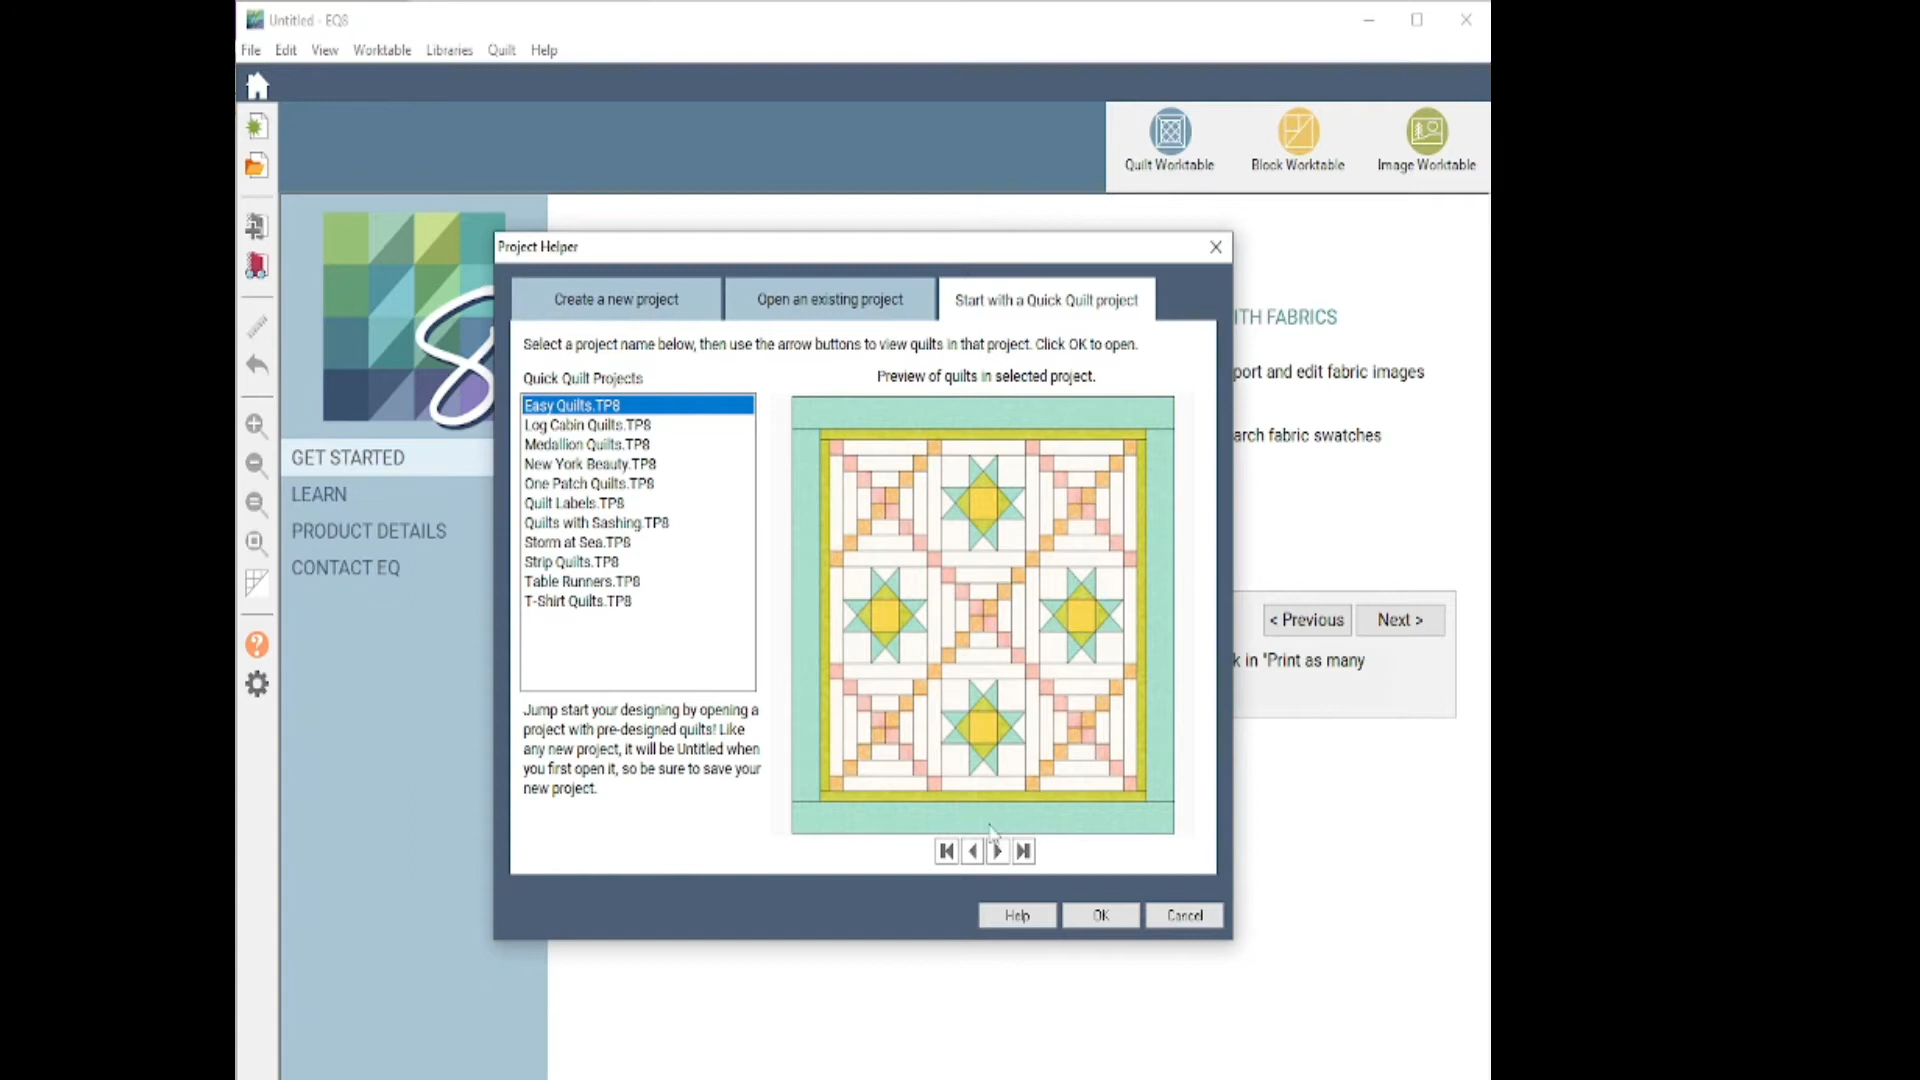 Untitled - EQ8
File Edit View Worktable Libraries Quilt Help
Quilt Worktable Block Worktable Image Worktable
8
GET STARTED
LEARN
PRODUCT DETAILS
CONTACT EQ
Project Helper
Create a new project
Open an existing project
Start with a Quick Quilt project
Select a project name below, then use the arrow buttons to view quilts in that project. Click OK to open.
Quick Quilt Projects
Preview of quilts in selected project.
Easy Quilts.TP8
Log Cabin Quilts.TP8
Medallion Quilts.TP8
New York Beauty.TP8
One Patch Quilts.TP8
Quilt Labels.TP8
Quilts with Sashing.TP8
Storm at Sea.TP8
Strip Quilts.TP8
Table Runners.TP8
T-Shirt Quilts.TP8
Jump start your designing by opening a
project with pre-designed quilts! Like
any new project, it will be Untitled when
you first open it, so be sure to save your
new project.
Help OK Cancel
ITH FABRICS
port and edit fabric images
arch fabric swatches
< Previous Next >
k in "Print as many